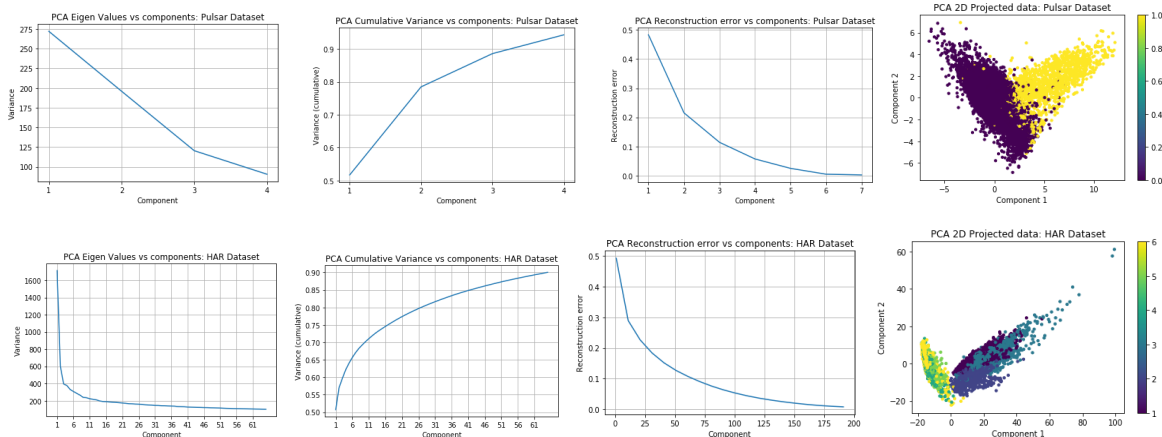 PCA Eigen Values vs components: Pulsar Dataset
275
250
225
200
175
150
125
100
Variance
1 2 3 4
Component
PCA Cumulative Variance vs components: Pulsar Dataset
0.9
0.8
0.7
0.6
0.5
Variance (cumulative)
1 2 3 4
Component
PCA Reconstruction error vs components: Pulsar Dataset
0.5
0.4
0.3
0.2
0.1
0.0
Reconstruction error
1 2 3 4 5 6 7
Component
PCA 2D Projected data: Pulsar Dataset
6
4
2
0
−2
−4
−6
Component 2
−5 0 5 10
Component 1
1.0
0.8
0.6
0.4
0.2
0.0
PCA Eigen Values vs components: HAR Dataset
1600
1400
1200
1000
800
600
400
200
Variance
1 6 11 16 21 26 31 36 41 46 51 56 61
Component
PCA Cumulative Variance vs components: HAR Dataset
0.90
0.85
0.80
0.75
0.70
0.65
0.60
0.55
0.50
Variance (cumulative)
1 6 11 16 21 26 31 36 41 46 51 56 61
Component
PCA Reconstruction error vs components: HAR Dataset
0.5
0.4
0.3
0.2
0.1
0.0
Reconstruction error
0 25 50 75 100 125 150 175 200
Component
PCA 2D Projected data: HAR Dataset
60
40
20
0
−20
Component 2
−20 0 20 40 60 80 100
Component 1
6
5
4
3
2
1